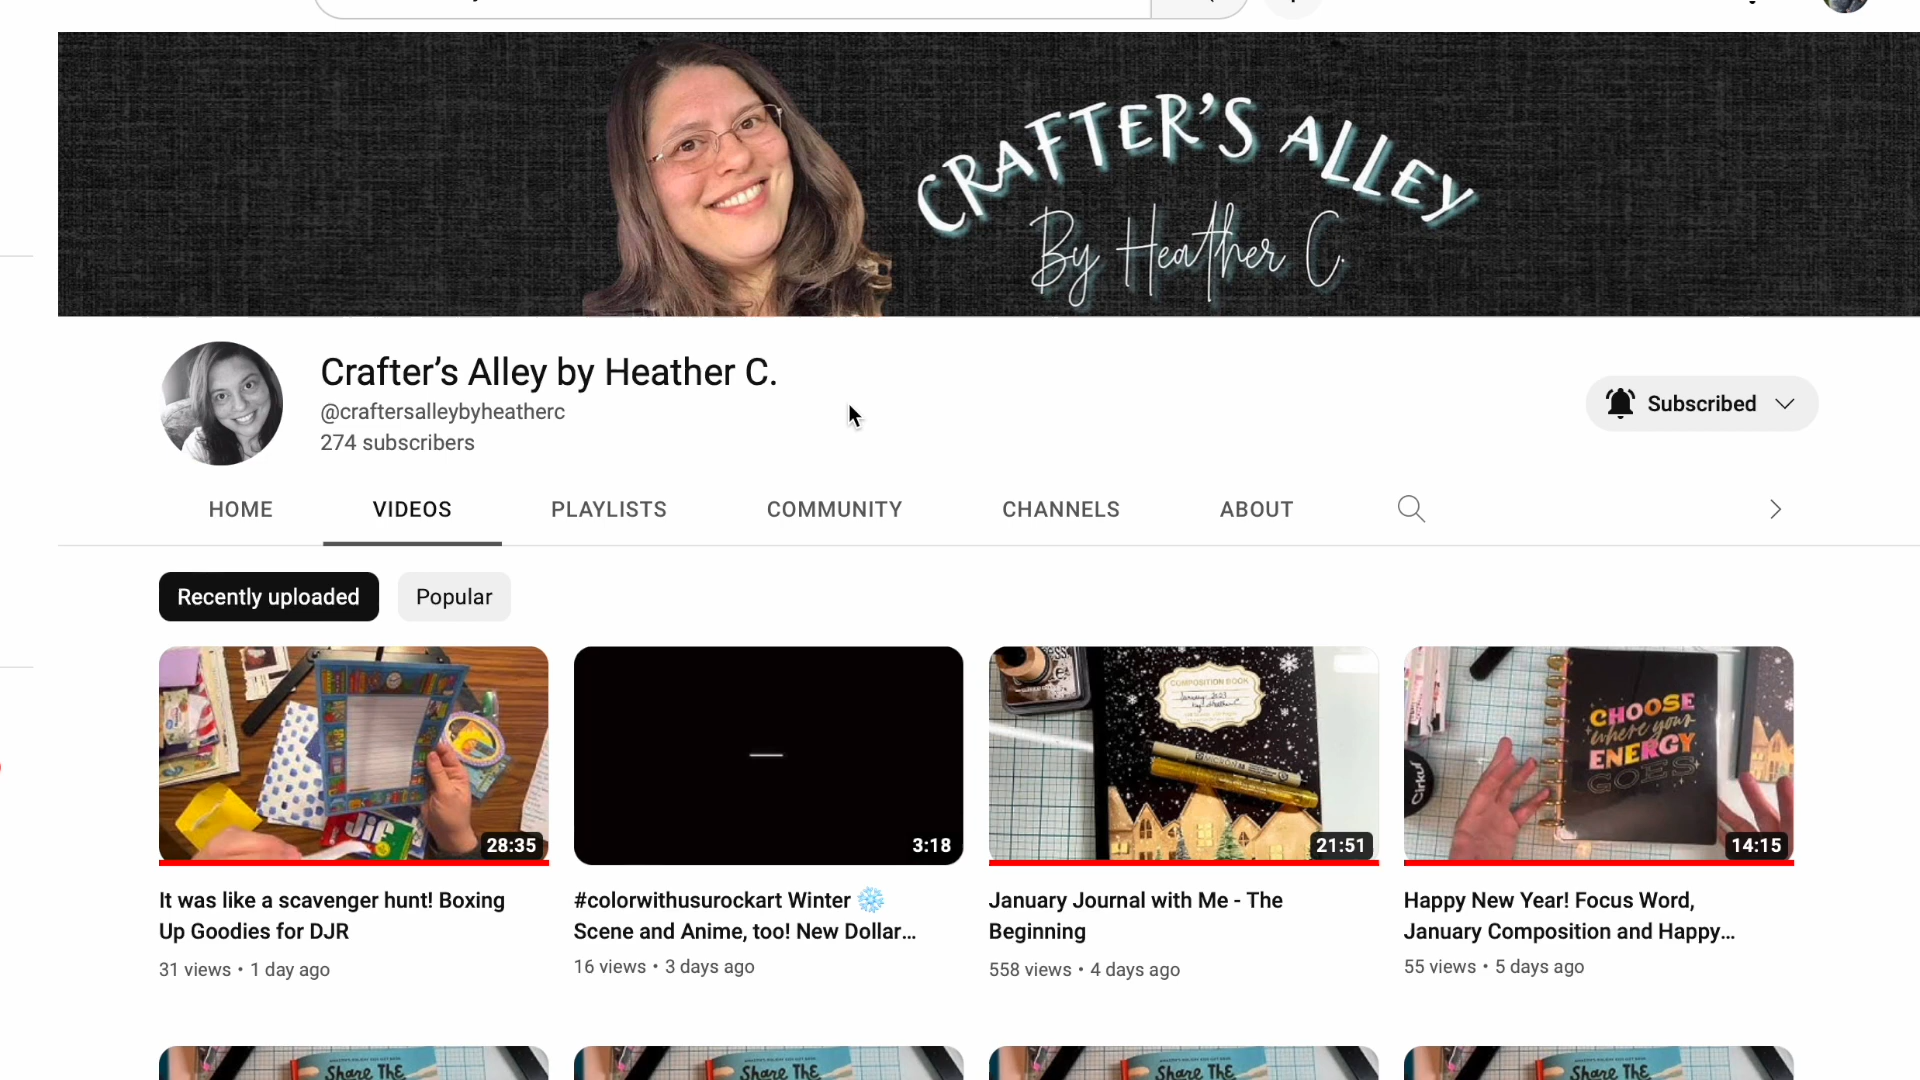 CRAFTER'S ALLEY
By Heather C.
Crafter's Alley by Heather C.
@craftersalleybyheatherc
274 subscribers
Subscribed
HOME
VIDEOS
PLAYLISTS
COMMUNITY
CHANNELS
ABOUT
Recently uploaded
Popular
Jif
28:35
3:18
COMPOSITION BOOK
21:51
CHOOSE
where your
ENERGY
GOES
Cricut
14:15
It was like a scavenger hunt! Boxing
Up Goodies for DJR
31 views • 1 day ago
#colorwithusurockart Winter ❄️
Scene and Anime, too! New Dollar...
16 views • 3 days ago
January Journal with Me - The
Beginning
558 views • 4 days ago
Happy New Year! Focus Word,
January Composition and Happy...
55 views • 5 days ago
Share THE
Share THE
Share THE
Share THE